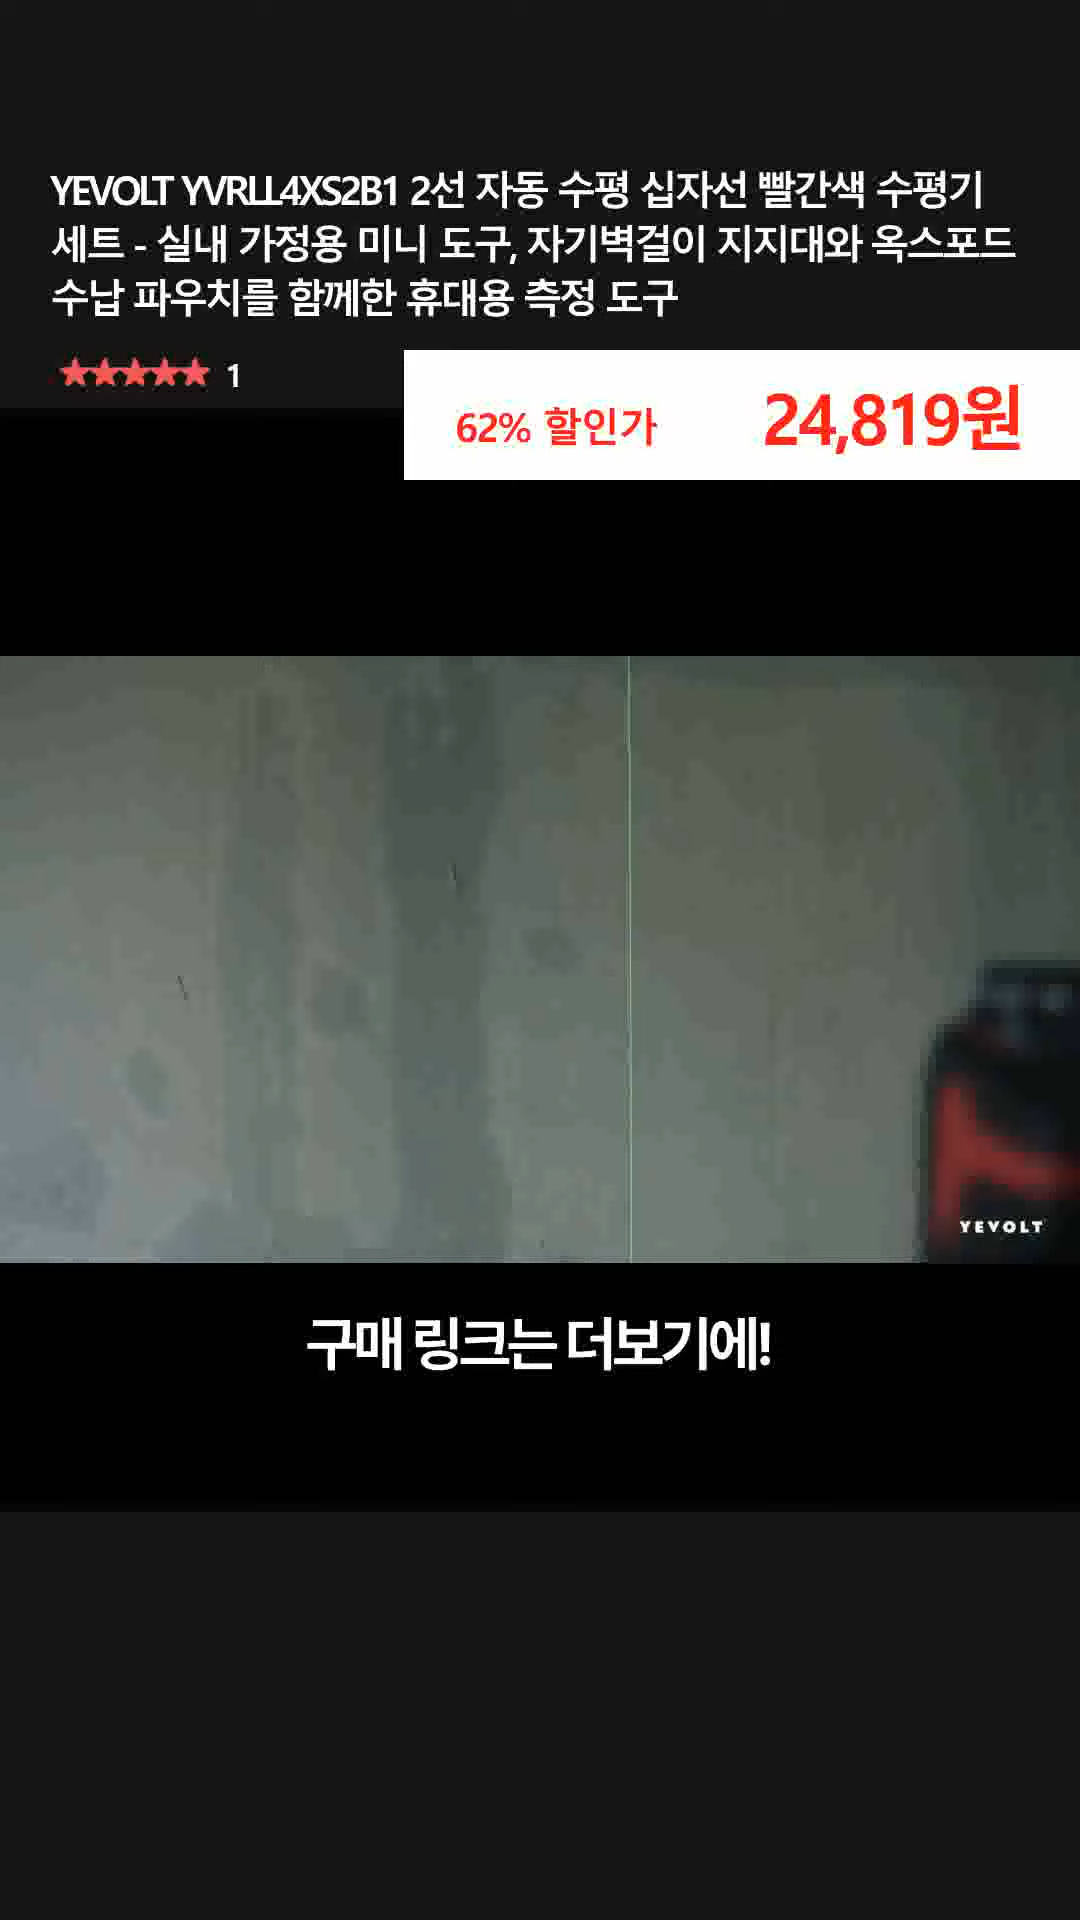 YEVOLT YVRLL4XS2B1 2선 자동 수평 십자선 빨간색 수평기
세트 - 실내 가정용 미니 도구, 자기벽걸이 지지대와 옥스포드
수납 파우치를 함께한 휴대용 측정 도구
★★★★★ 1
62% 할인가 24,819원
YEVOLT
구매 링크는 더보기에!